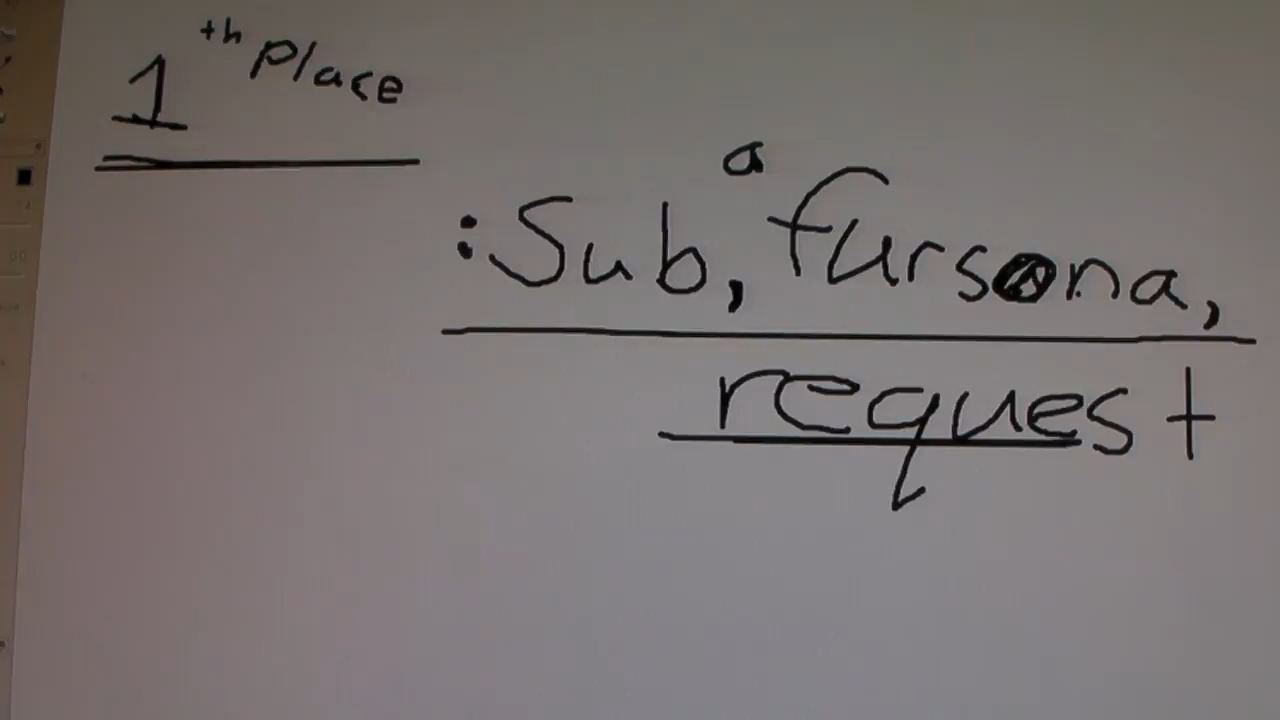 1th Place
:Sub, a fursona,
request